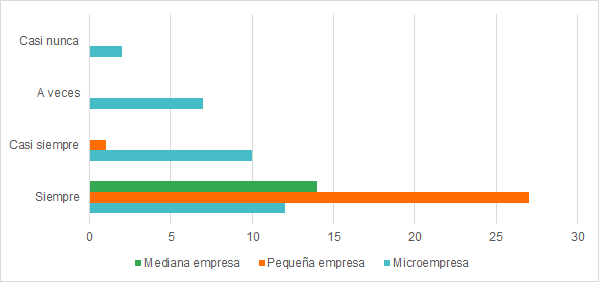 Casi nunca
A veces
Casi siempre
Siempre
0 5 10 15 20 25 30
Mediana empresa Pequeña empresa Microempresa